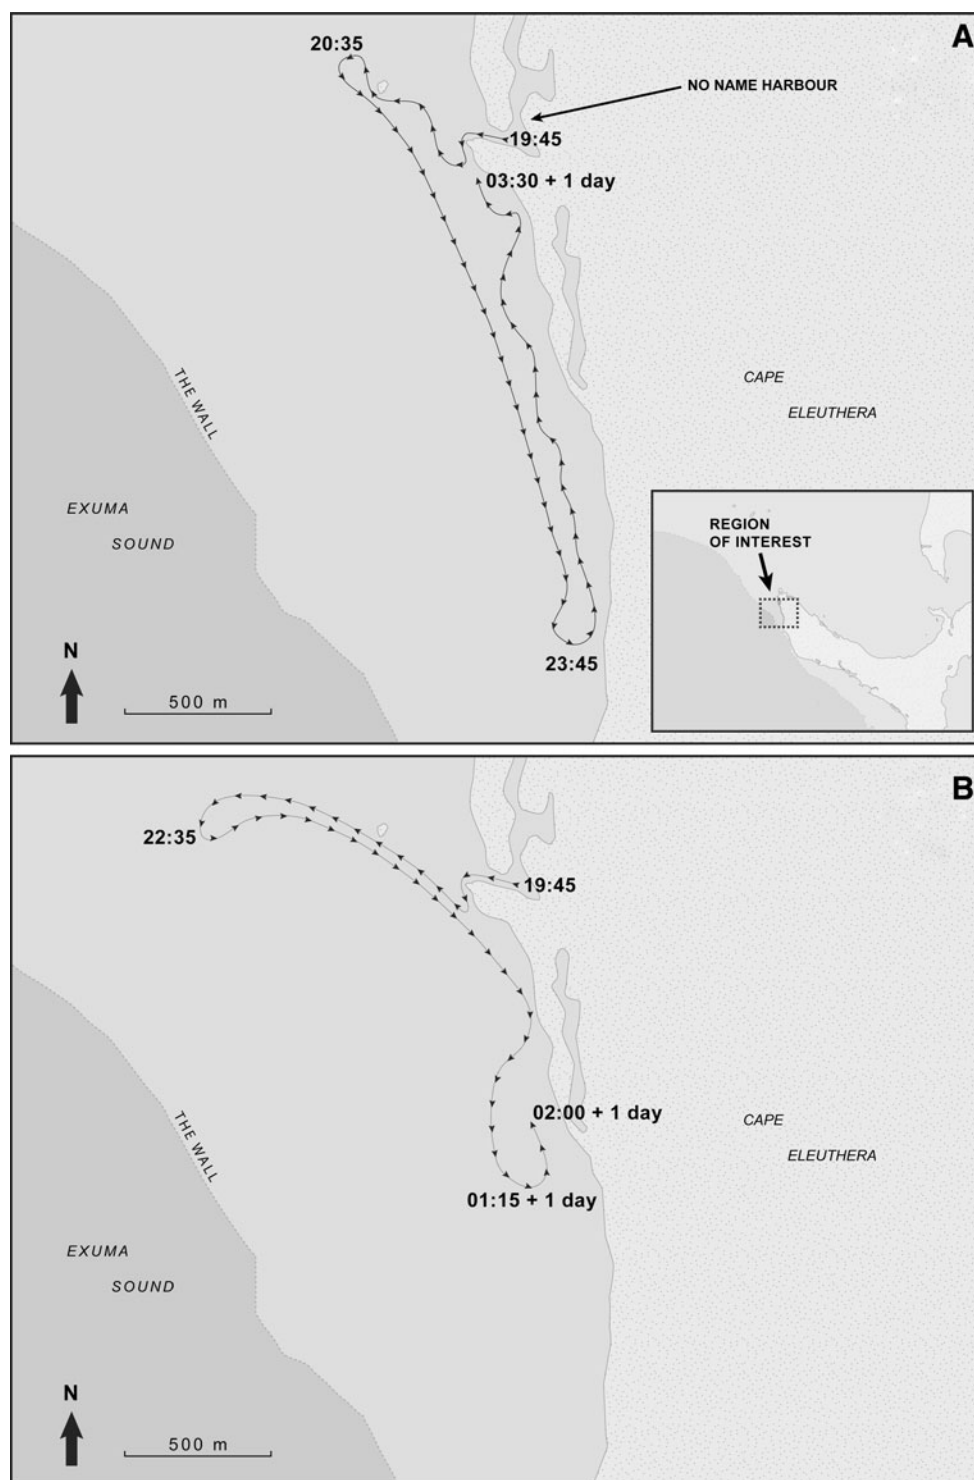 A
20:35
NO NAME HARBOUR
19:45
03:30 + 1 day
THE WALL
CAPE
ELEUTHERA
EXUMA
SOUND
REGION
OF INTEREST
N
500 m
23:45
B
22:35
19:45
02:00 + 1 day
THE WALL
CAPE
ELEUTHERA
01:15 + 1 day
EXUMA
SOUND
N
500 m